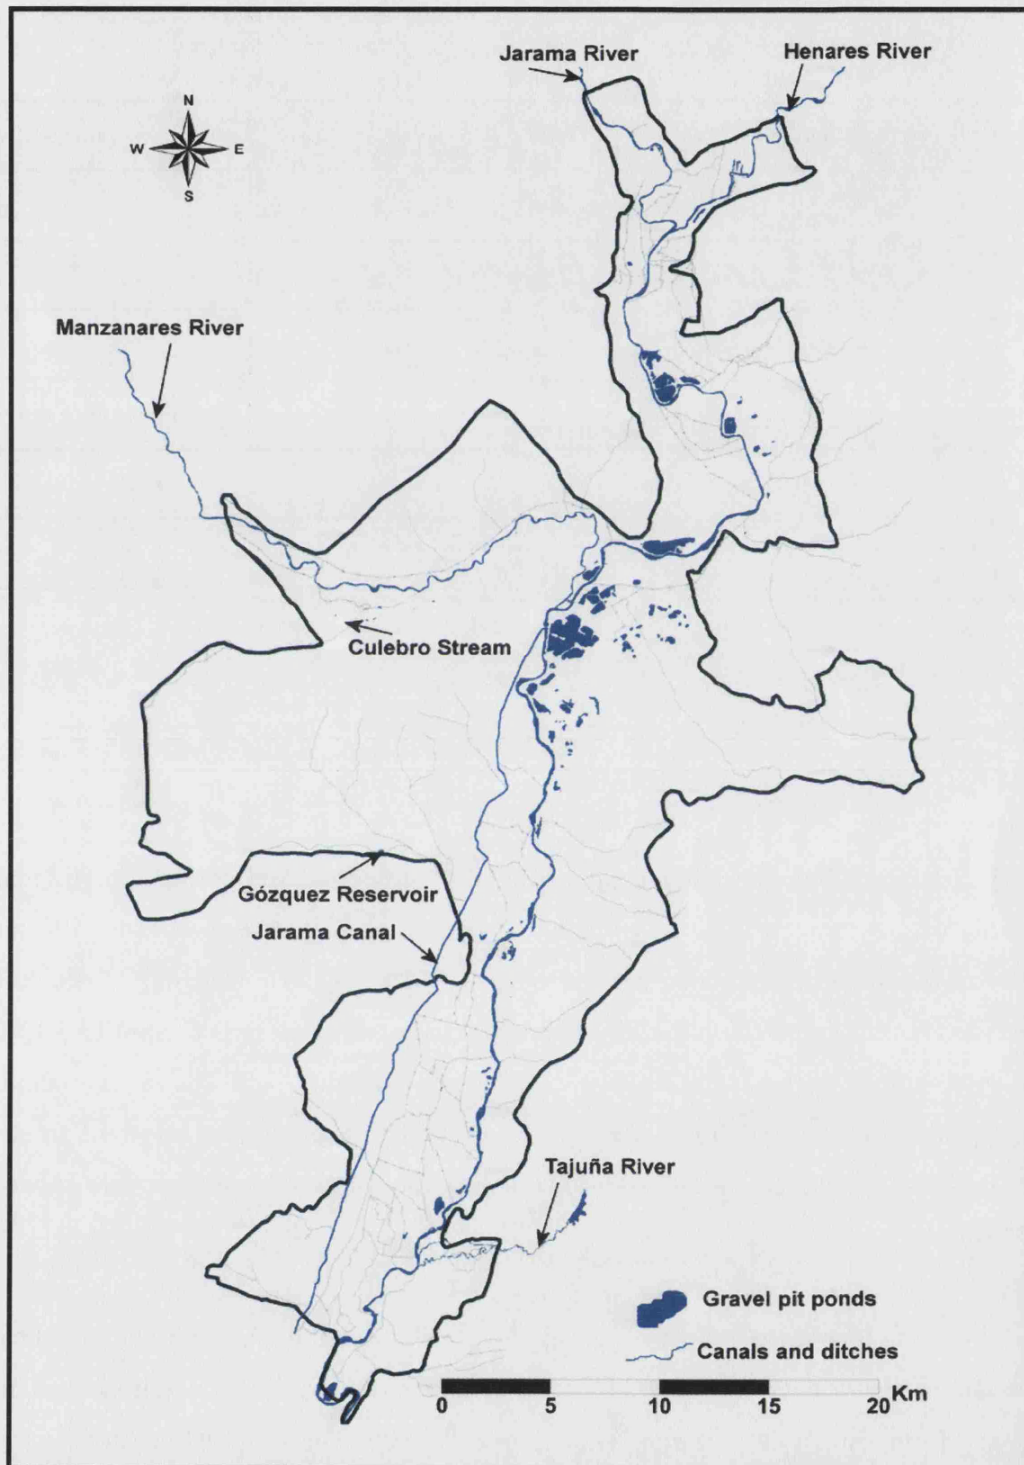 Jarama River
Henares River
N
W
E
S
Manzanares River
Culebro Stream
Gózquez Reservoir
Jarama Canal
Tajuña River
Gravel pit ponds
Canals and ditches
Km
0 5 10 15 20